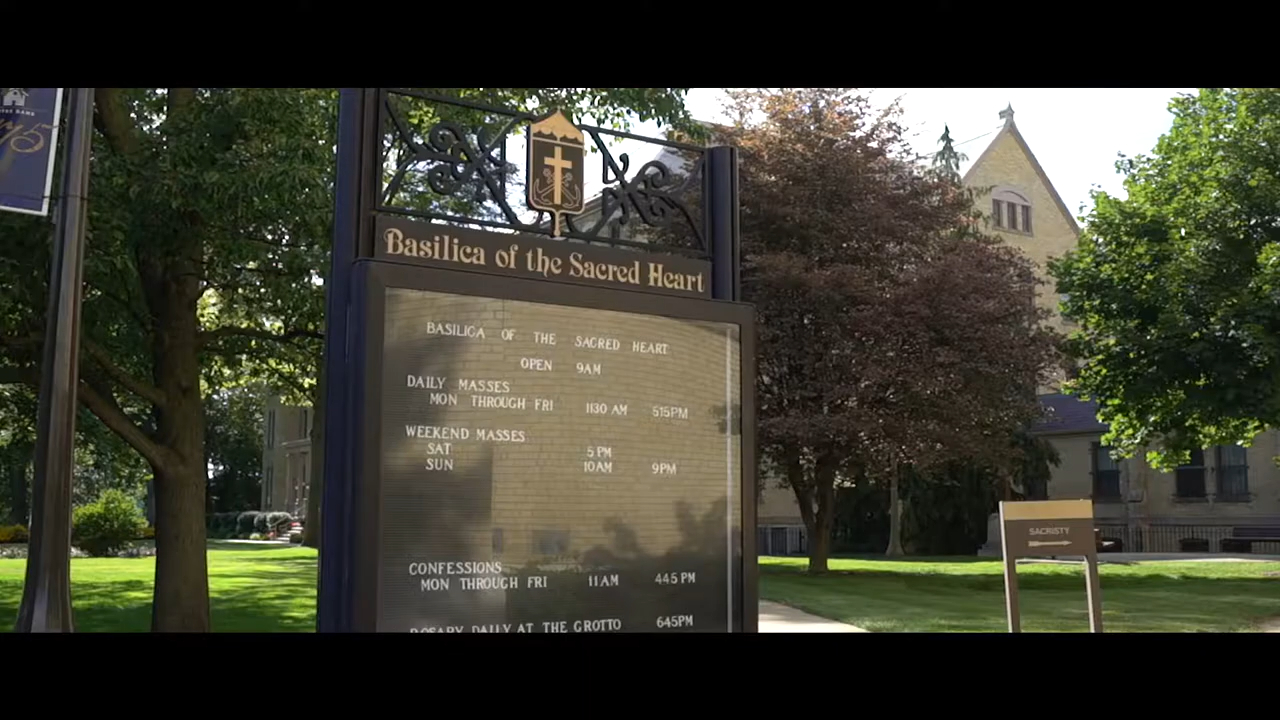 Basilica of the Sacred Heart
BASILICA OF THE SACRED HEART
OPEN 9AM
DAILY MASSES
MON THROUGH FRI 1130 AM 515PM
WEEKEND MASSES
SAT 5 PM
SUN 10AM 9PM
CONFESSIONS
MON THROUGH FRI 11AM 445 PM
ROSARY DAILY AT THE GROTTO 645PM
SACRISTY